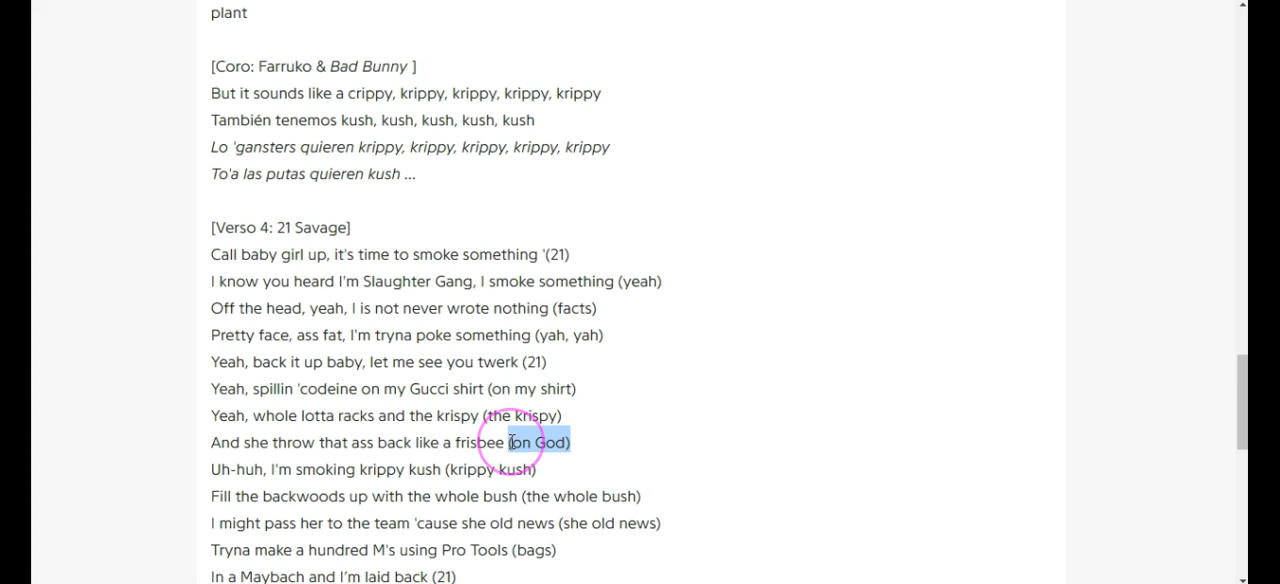 plant
[Coro: Farruko & Bad Bunny ]
But it sounds like a crippy, krippy, krippy, krippy, krippy
También tenemos kush, kush, kush, kush, kush
Lo 'gansters quieren krippy, krippy, krippy, krippy, krippy
To'a las putas quieren kush ...
[Verso 4: 21 Savage]
Call baby girl up, it's time to smoke something '(21)
I know you heard I'm Slaughter Gang, I smoke something (yeah)
Off the head, yeah, I is not never wrote nothing (facts)
Pretty face, ass fat, I'm tryna poke something (yah, yah)
Yeah, back it up baby, let me see you twerk (21)
Yeah, spillin 'codeine on my Gucci shirt (on my shirt)
Yeah, whole lotta racks and the krispy (the krispy)
And she throw that ass back like a frisbee (on God)
Uh-huh, I'm smoking krippy kush (krippy kush)
Fill the backwoods up with the whole bush (the whole bush)
I might pass her to the team 'cause she old news (she old news)
Tryna make a hundred M's using Pro Tools (bags)
In a Maybach and I'm laid back (21)